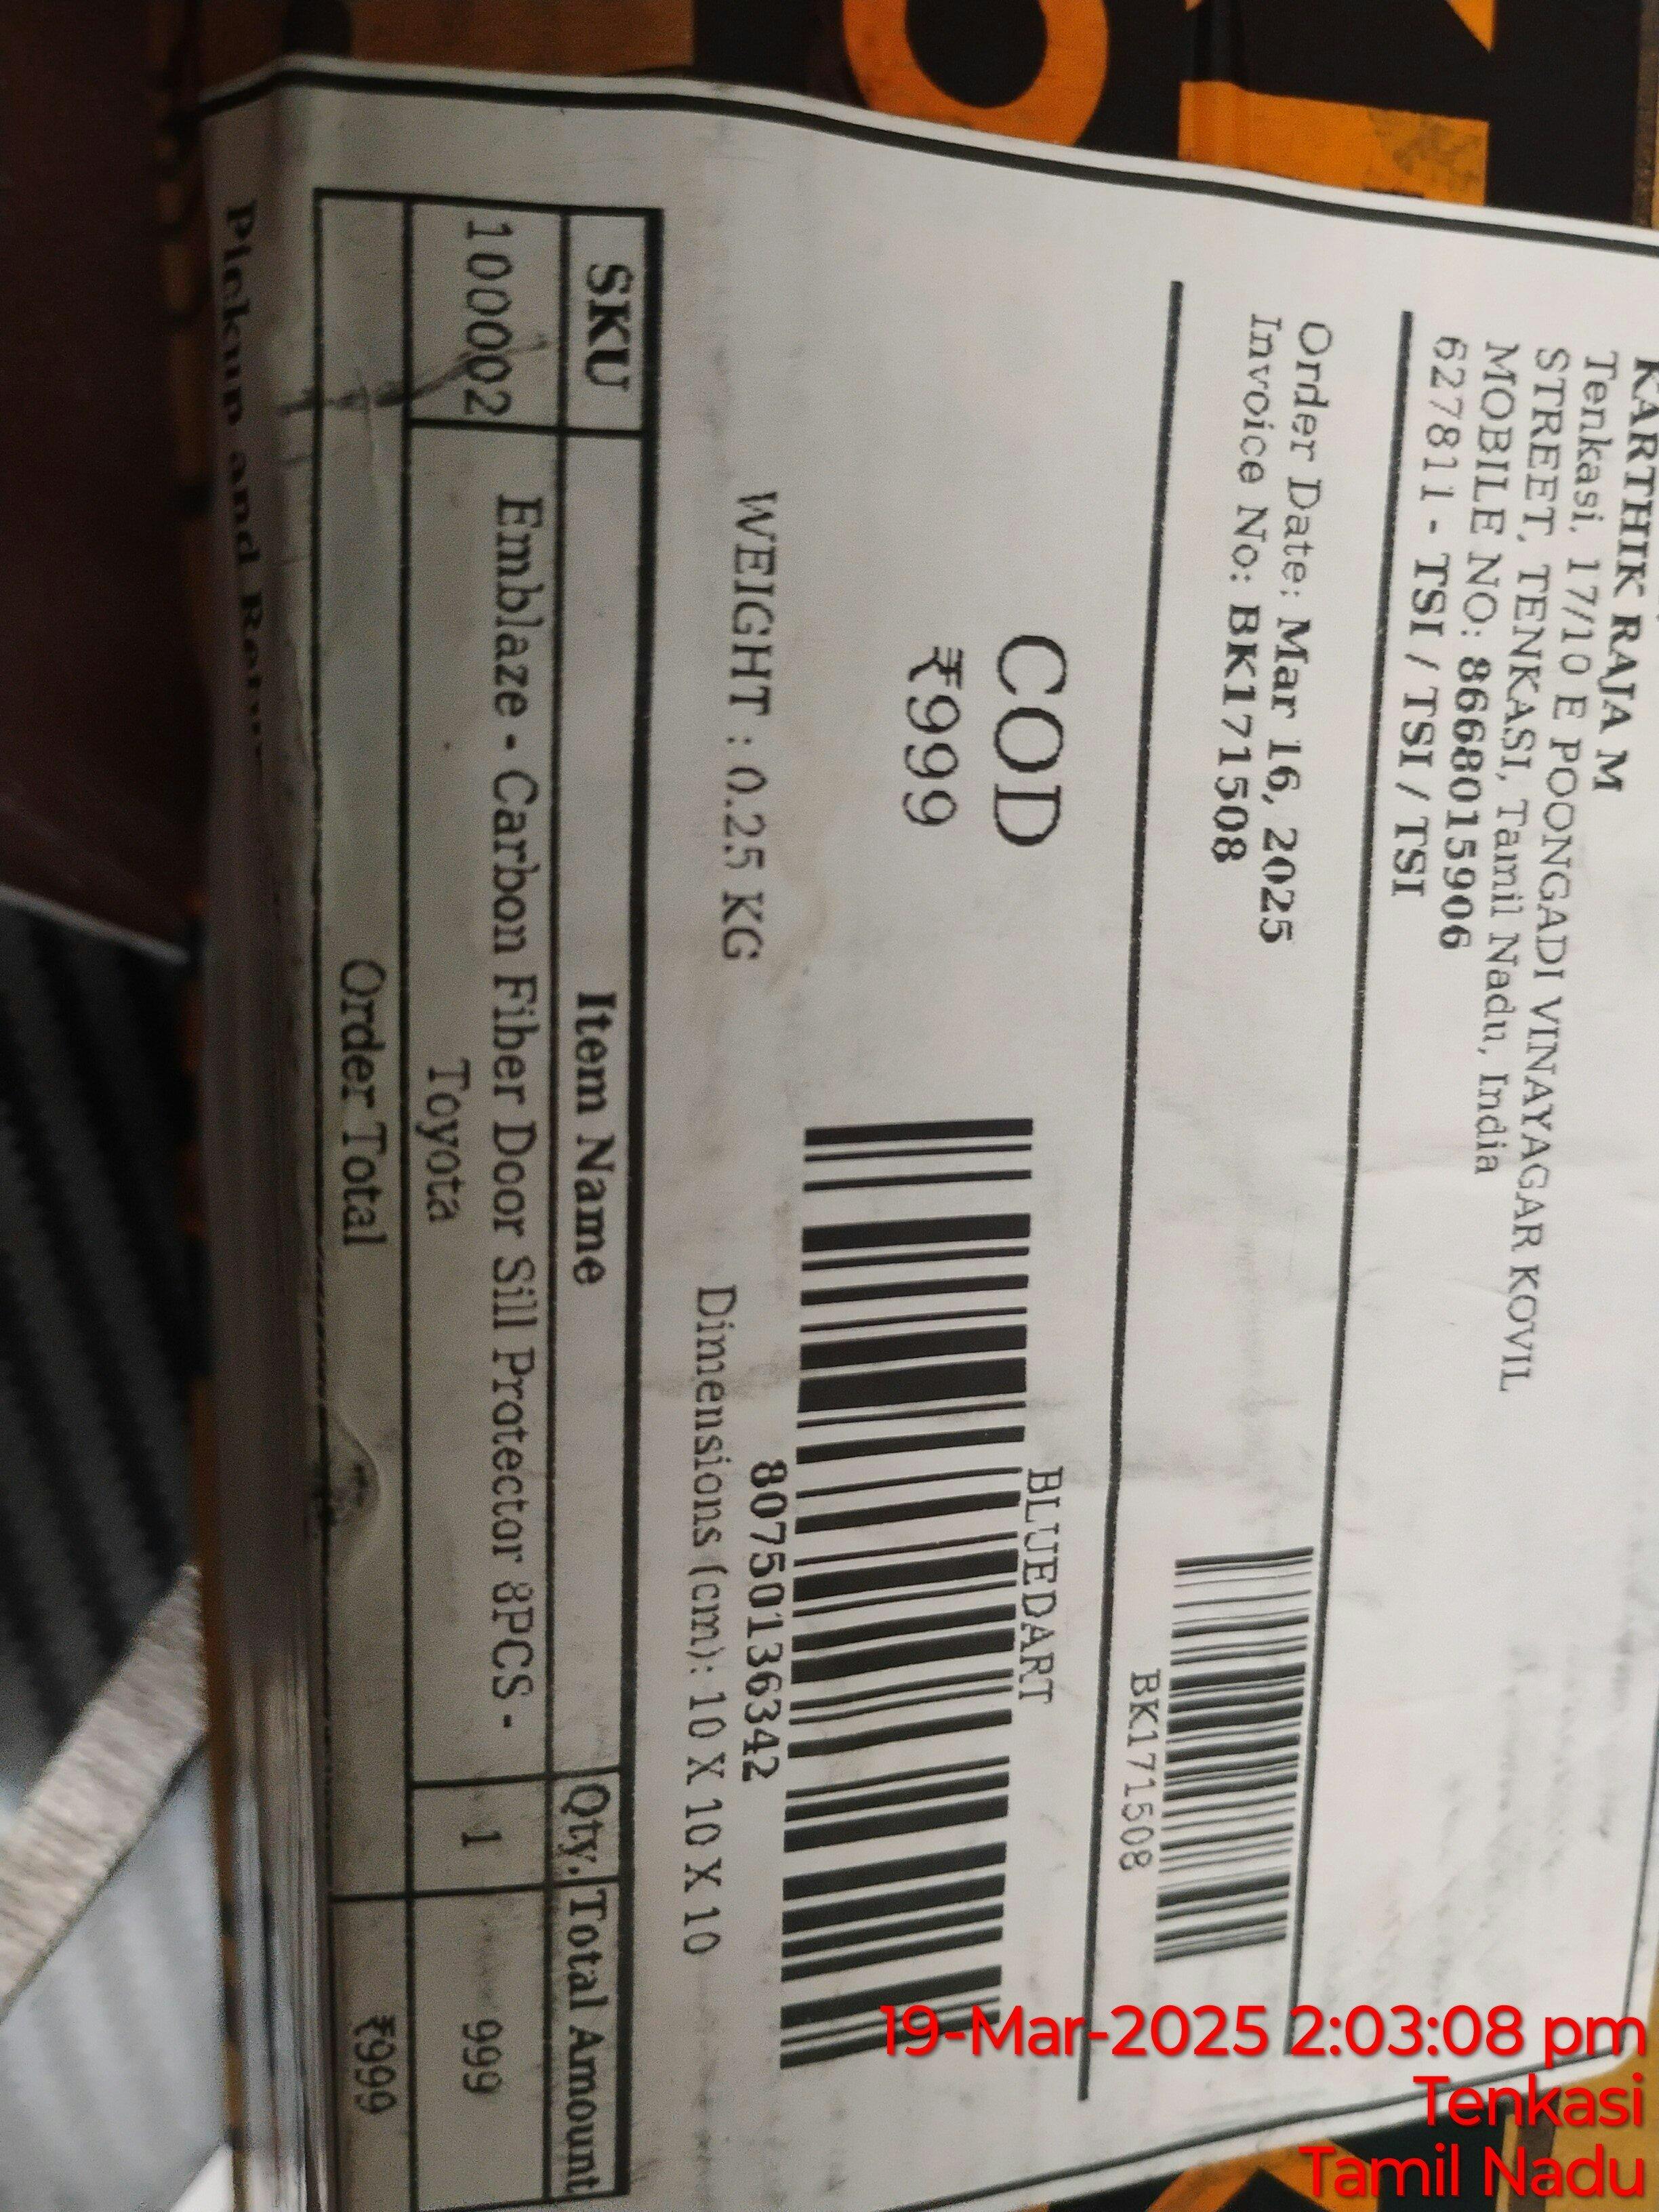 KARTHIK RAJA M
Tenkasi, 17/10 E POONGADI VINAYAGAR KOVIL
STREET, TENKASI, Tamil Nadu, India
MOBILE NO: 8668015906
627811 - TSI / TSI / TSI
Order Date: Mar 16, 2025
Invoice No: BK171508
BK171508
COD
₹999
BLUEDART
80750136342
WEIGHT : 0.25 KG
Dimensions (cm): 10 X 10 X 10
SKU Item Name Qty. Total Amount
100002 Emblaze - Carbon Fiber Door Sill Protector 8PCS - 1 999
Toyota
Order Total ₹999
Pickup and
19-Mar-2025 2:03:08 pm
Tenkasi
Tamil Nadu